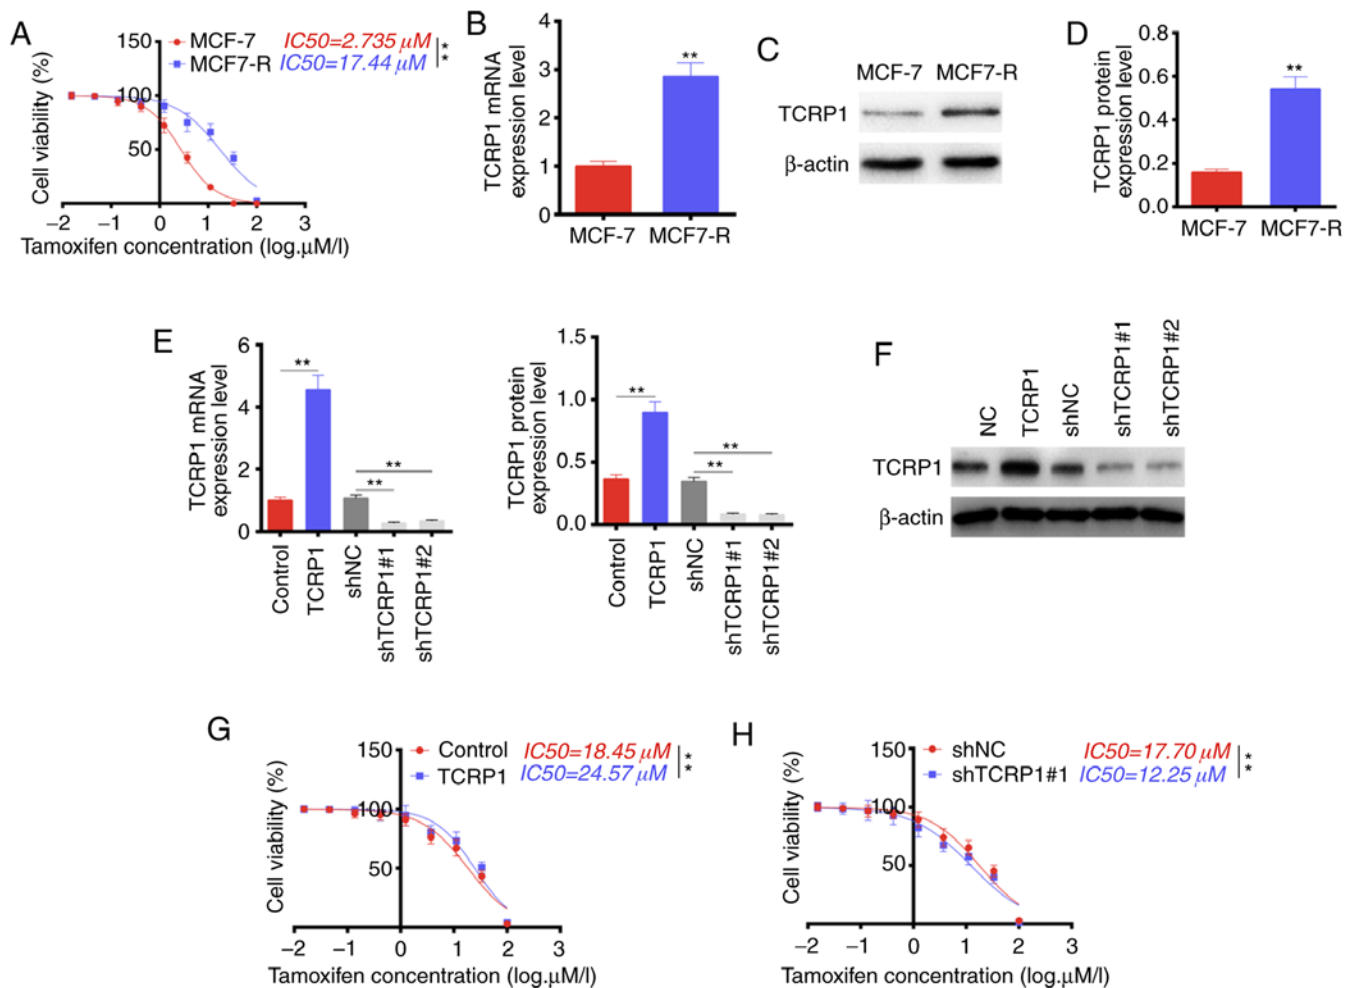 A
150
MCF-7
IC50=2.735 μM
MCF7-R
IC50=17.44 μM
**
100
50
Cell viability (%)
−2
−1
0
1
2
3
Tamoxifen concentration (log.μM/l)
B
4
3
2
1
0
**
TCRP1 mRNA
expression level
MCF-7
MCF7-R
C
MCF-7
MCF7-R
TCRP1
β-actin
D
0.8
0.6
0.4
0.2
0.0
**
TCRP1 protein
expression level
MCF-7
MCF7-R
E
6
4
2
0
**
**
**
TCRP1 mRNA
expression level
Control
TCRP1
shNC
shTCRP1#1
shTCRP1#2
1.5
1.0
0.5
0.0
**
**
**
TCRP1 protein
expression level
Control
TCRP1
shNC
shTCRP1#1
shTCRP1#2
F
NC
TCRP1
shNC
shTCRP1#1
shTCRP1#2
TCRP1
β-actin
G
150
Control
IC50=18.45 μM
TCRP1
IC50=24.57 μM
**
100
50
Cell viability (%)
−2
−1
0
1
2
3
Tamoxifen concentration (log.μM/l)
H
150
shNC
IC50=17.70 μM
shTCRP1#1
IC50=12.25 μM
**
100
50
Cell viability (%)
−2
−1
0
1
2
3
Tamoxifen concentration (log.μM/l)